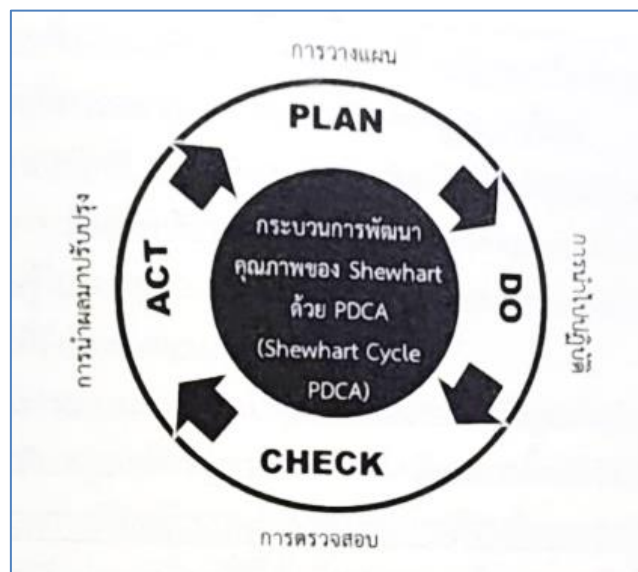 การวางแผน
PLAN
DO
การนำไปปฏิบัติ
CHECK
การตรวจสอบ
ACT
การนำผลมาปรับปรุง
กระบวนการพัฒนา
คุณภาพของ Shewhart
ด้วย PDCA
(Shewhart Cycle
PDCA)